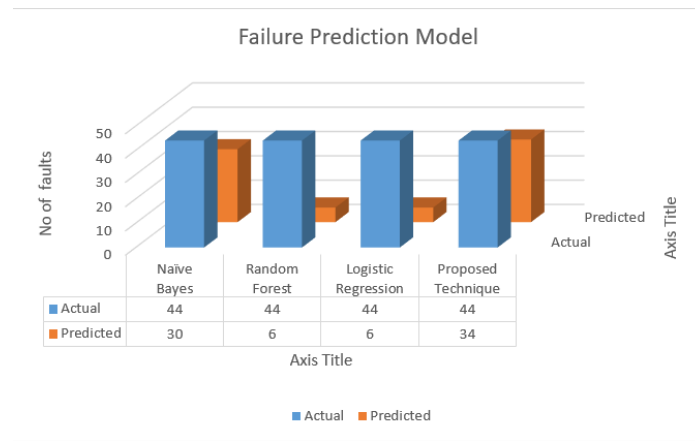 Failure Prediction Model
No of faults
50
40
30
20
10
0
Predicted
Actual
Axis Title
Naïve Bayes
Random Forest
Logistic Regression
Proposed Technique
Actual 44 44 44 44
Predicted 30 6 6 34
Axis Title
Actual Predicted